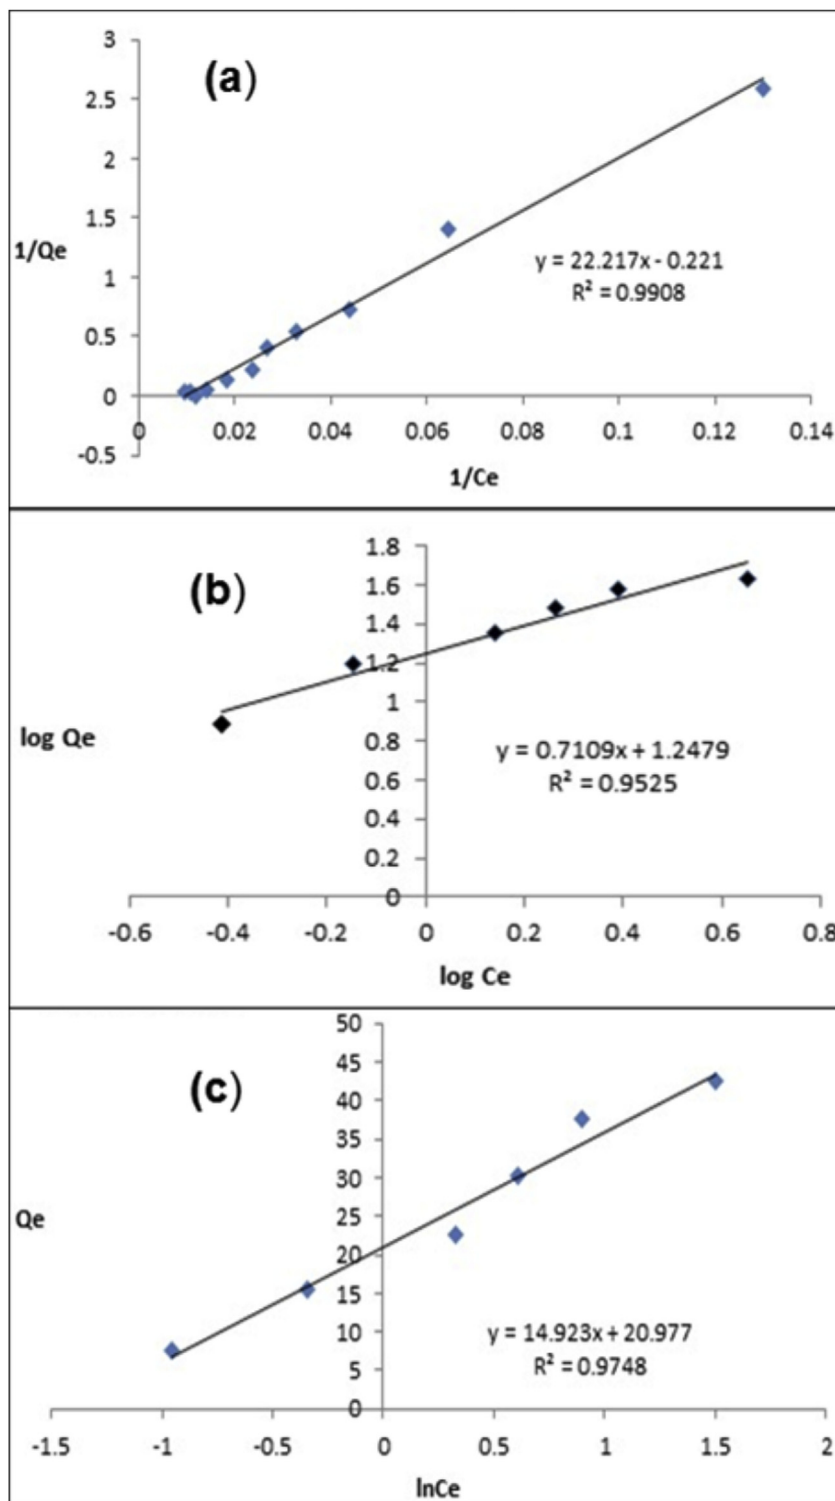 (a)
3
2.5
2
1.5
1
0.5
0
-0.5
1/Qe
y = 22.217x - 0.221
R² = 0.9908
0 0.02 0.04 0.06 0.08 0.1 0.12 0.14
1/Ce
(b)
1.8
1.6
1.4
1.2
1
0.8
0.6
0.4
0.2
0
log Qe
y = 0.7109x + 1.2479
R² = 0.9525
-0.6 -0.4 -0.2 0 0.2 0.4 0.6 0.8
log Ce
(c)
50
45
40
35
30
25
20
15
10
5
0
Qe
y = 14.923x + 20.977
R² = 0.9748
-1.5 -1 -0.5 0 0.5 1 1.5 2
lnCe